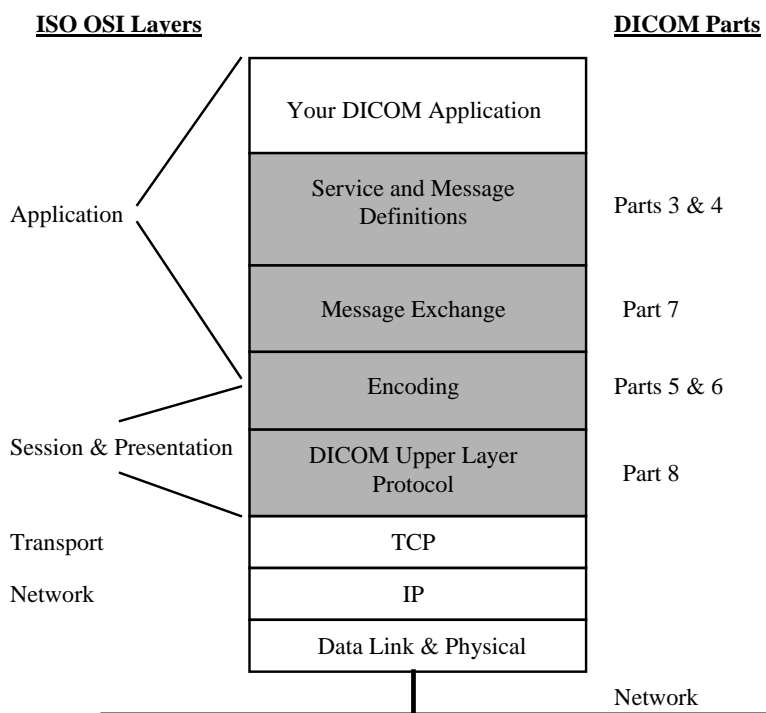 ISO OSI Layers
DICOM Parts
Your DICOM Application
Service and Message
Definitions
Application
Parts 3 & 4
Message Exchange
Part 7
Encoding
Parts 5 & 6
Session & Presentation
DICOM Upper Layer
Protocol
Part 8
Transport
TCP
Network
IP
Data Link & Physical
Network